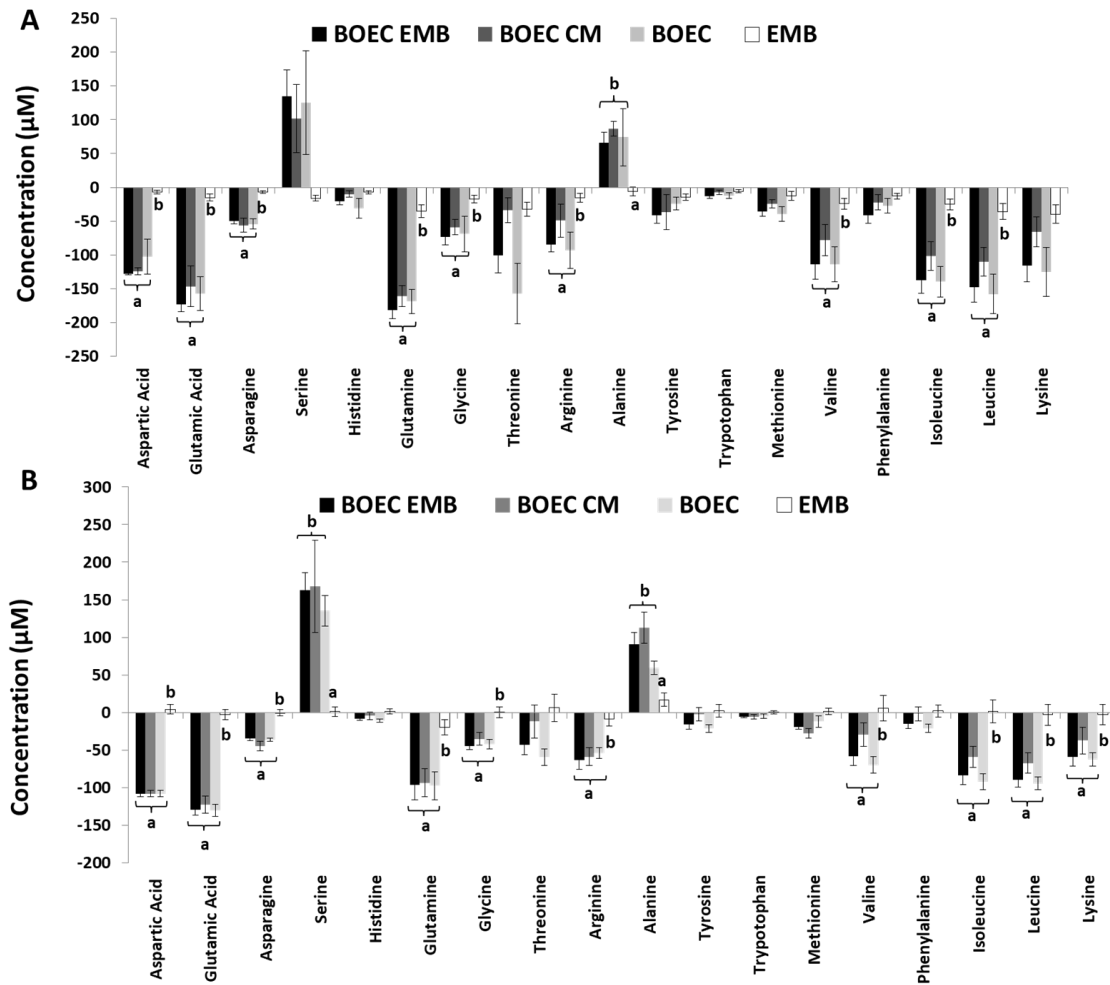 A
BOEC EMB BOEC CM BOEC EMB
Concentration (µM)
250
200
150
100
50
0
-50
-100
-150
-200
-250
b
b b b b b b b b b b
a
a a a a a a a a a
Aspartic Acid
Glutamic Acid
Asparagine
Serine
Histidine
Glutamine
Glycine
Threonine
Arginine
Alanine
Tyrosine
Trypotophan
Methionine
Valine
Phenylalanine
Isoleucine
Leucine
Lysine
B
BOEC EMB BOEC CM BOEC EMB
Concentration (µM)
300
250
200
150
100
50
0
-50
-100
-150
-200
b b
b b a b a
b b b b b b b
a a a a a a a a a a
Aspartic Acid
Glutamic Acid
Asparagine
Serine
Histidine
Glutamine
Glycine
Threonine
Arginine
Alanine
Tyrosine
Trypotophan
Methionine
Valine
Phenylalanine
Isoleucine
Leucine
Lysine